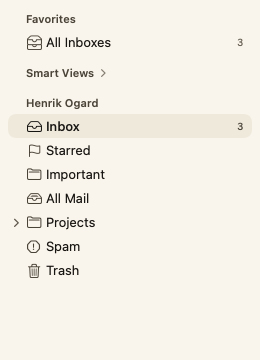 Favorites
All Inboxes 3
Smart Views
Henrik Ogard
Inbox 3
Starred
Important
All Mail
Projects
Spam
Trash